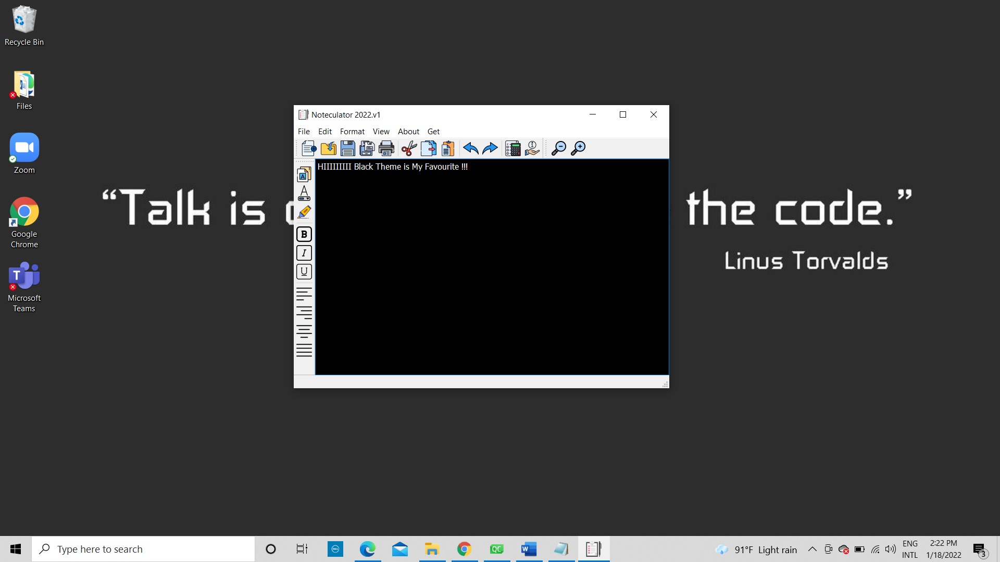 Recycle Bin
Files
Zoom
Google
Chrome
Microsoft
Teams
“Talk is
the code.”
Linus Torvalds
Noteculator 2022.v1
File Edit Format View About Get
HIIIIIIIII Black Theme is My Favourite !!!
B
I
U
Type here to search
DELL
QC
W
91°F Light rain
ENG
INTL
2:22 PM
1/18/2022
3